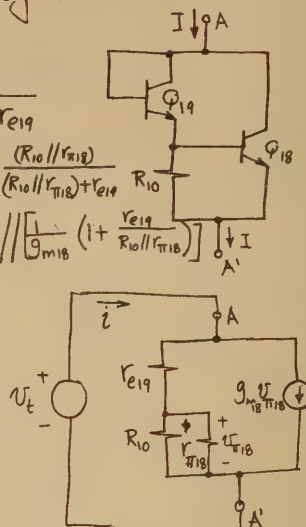 I A
Q19
Q18
R10
I
A'
re19
(R10//rπ18)
(R10//rπ18)+re19
//[1/gm18 (1+ re19/R10//rπ18)]
i
A
vt
+
-
re19
R10
rπ18
+
vπ18
-
gm18 vπ18
A'